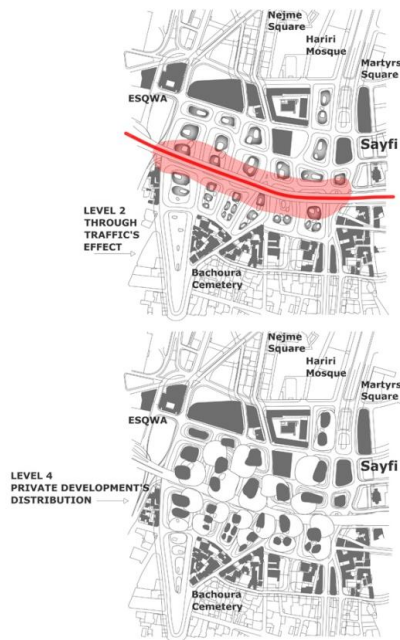 Nejme
Square
Hariri
Mosque
Martyrs
Square
ESQWA
Sayfi
LEVEL 2
THROUGH
TRAFFIC'S
EFFECT
Bachoura
Cemetery
Nejme
Square
Hariri
Mosque
Martyrs
Square
ESQWA
Sayfi
LEVEL 4
PRIVATE DEVELOPMENT'S
DISTRIBUTION
Bachoura
Cemetery